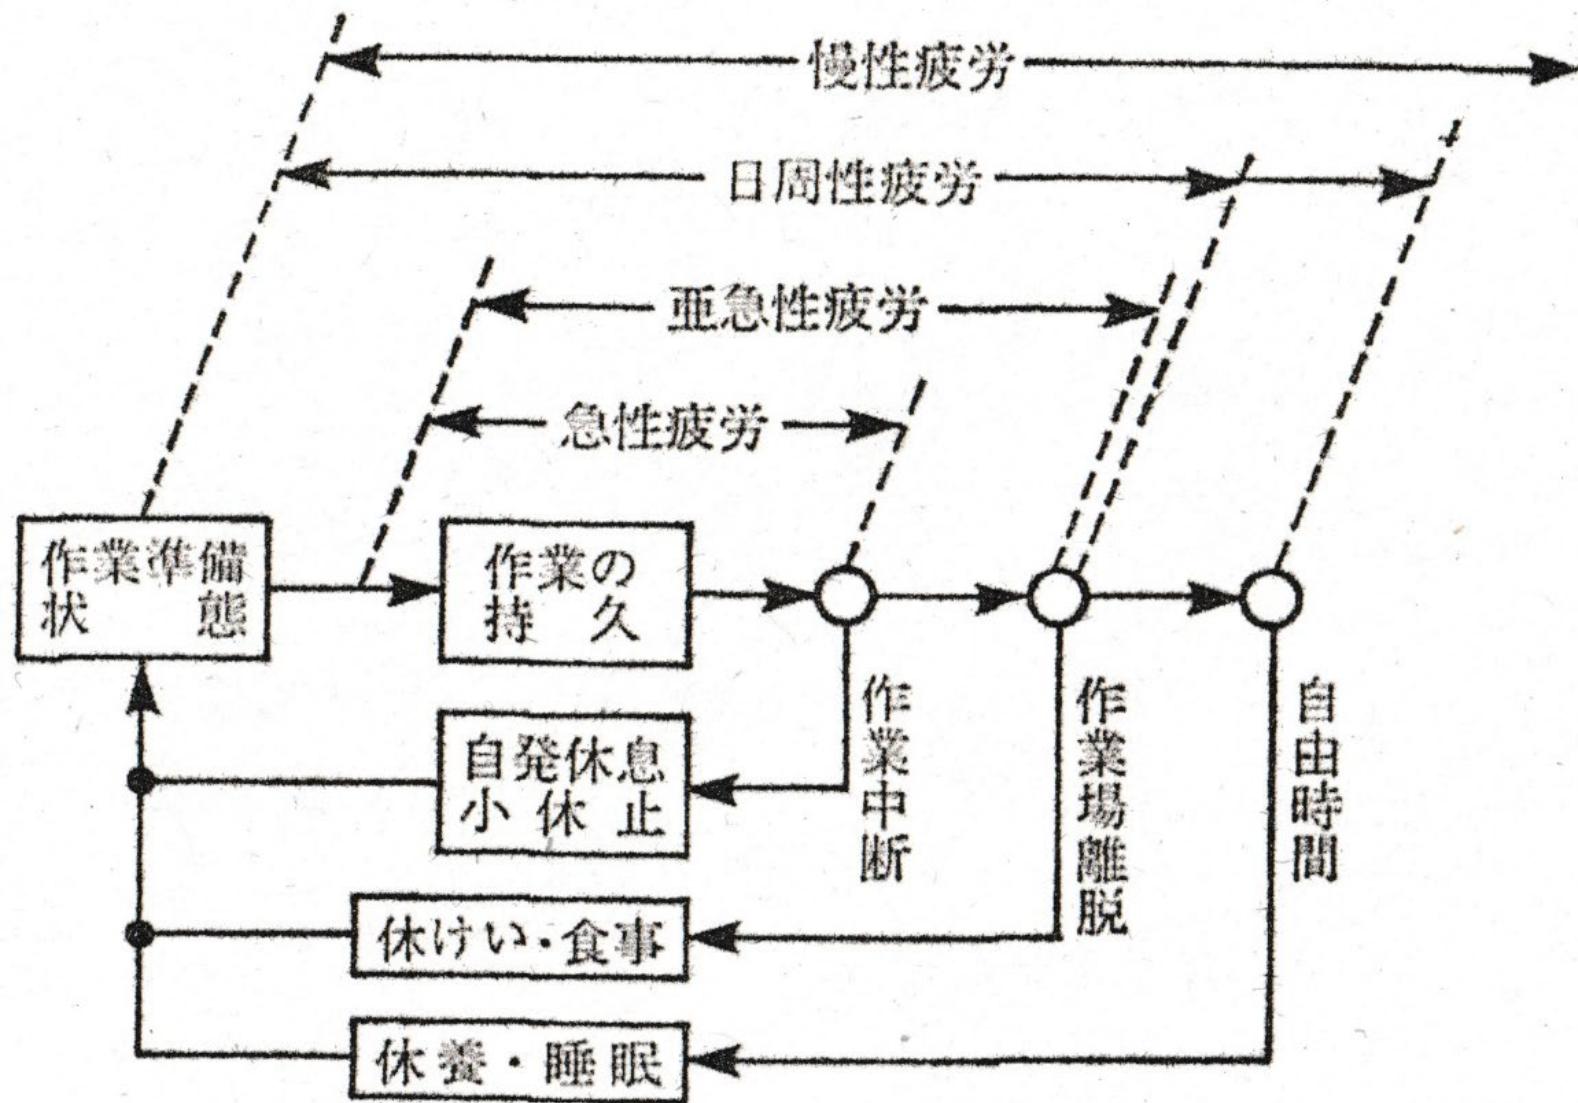 慢性疲労
日周性疲労
亜急性疲労
急性疲労
作業準備
状態
作業の
持久
自発休息
小休止
休けい・食事
休養・睡眠
作業中断
作業場離脱
自由時間